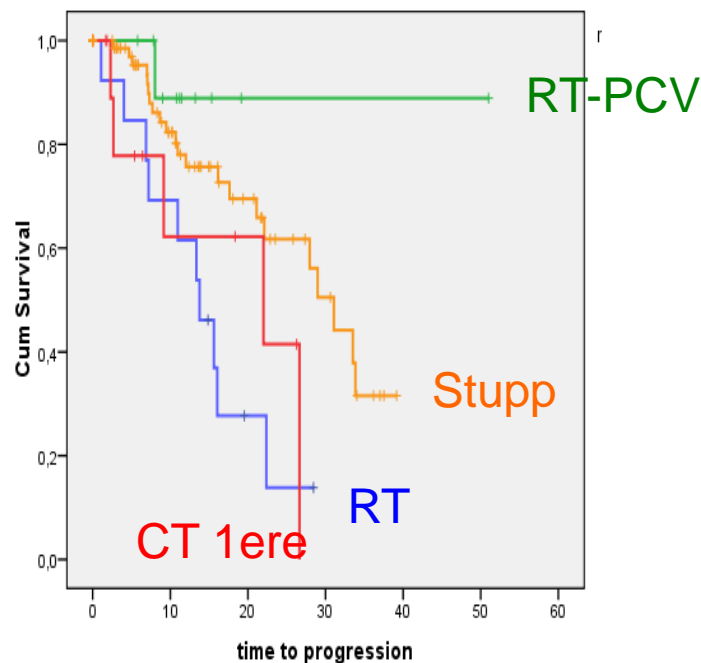 r
RT-PCV
Stupp
RT
CT 1ere
Cum Survival
1,0
0,8
0,6
0,4
0,2
0,0
0 10 20 30 40 50 60
time to progression